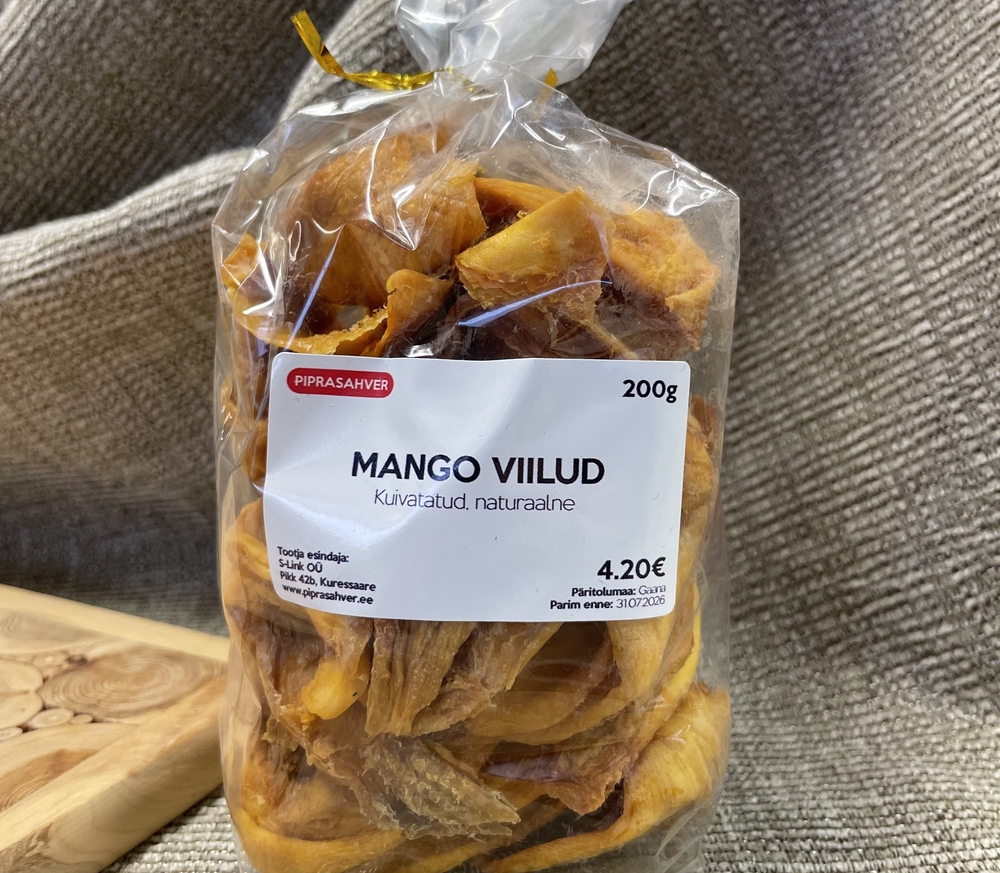 PIPRASAHVER
200g
MANGO VIILUD
Kuivatatud, naturaalne
Tootja esindaja:
S-Link OÜ
Pikk 42b, Kuressaare
www.piprasahver.ee
4.20€
Päritolumaa: Gaana
Parim enne: 31072026